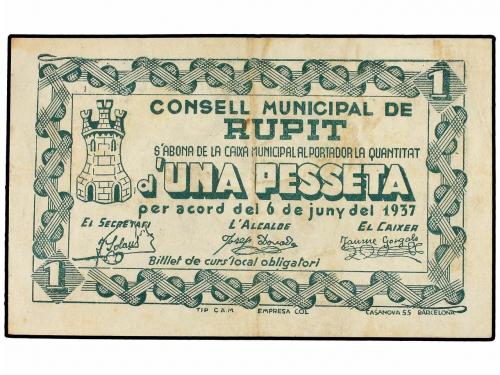 1
CONSELL MUNICIPAL DE
RUPIT
S'ABONA DE LA CAIXA MUNICIPAL AL PORTADOR LA QUANTITAT
d'UNA PESSETA
per acord del 6 de juny del 1937
EL SECRETARI L'ALCALDE EL CAIXER
Jaume Gorgols
Billet de curs local obligatori
1
TIP C.A.M. EMPRESA COL. CASANOVA 55 BARCELONA